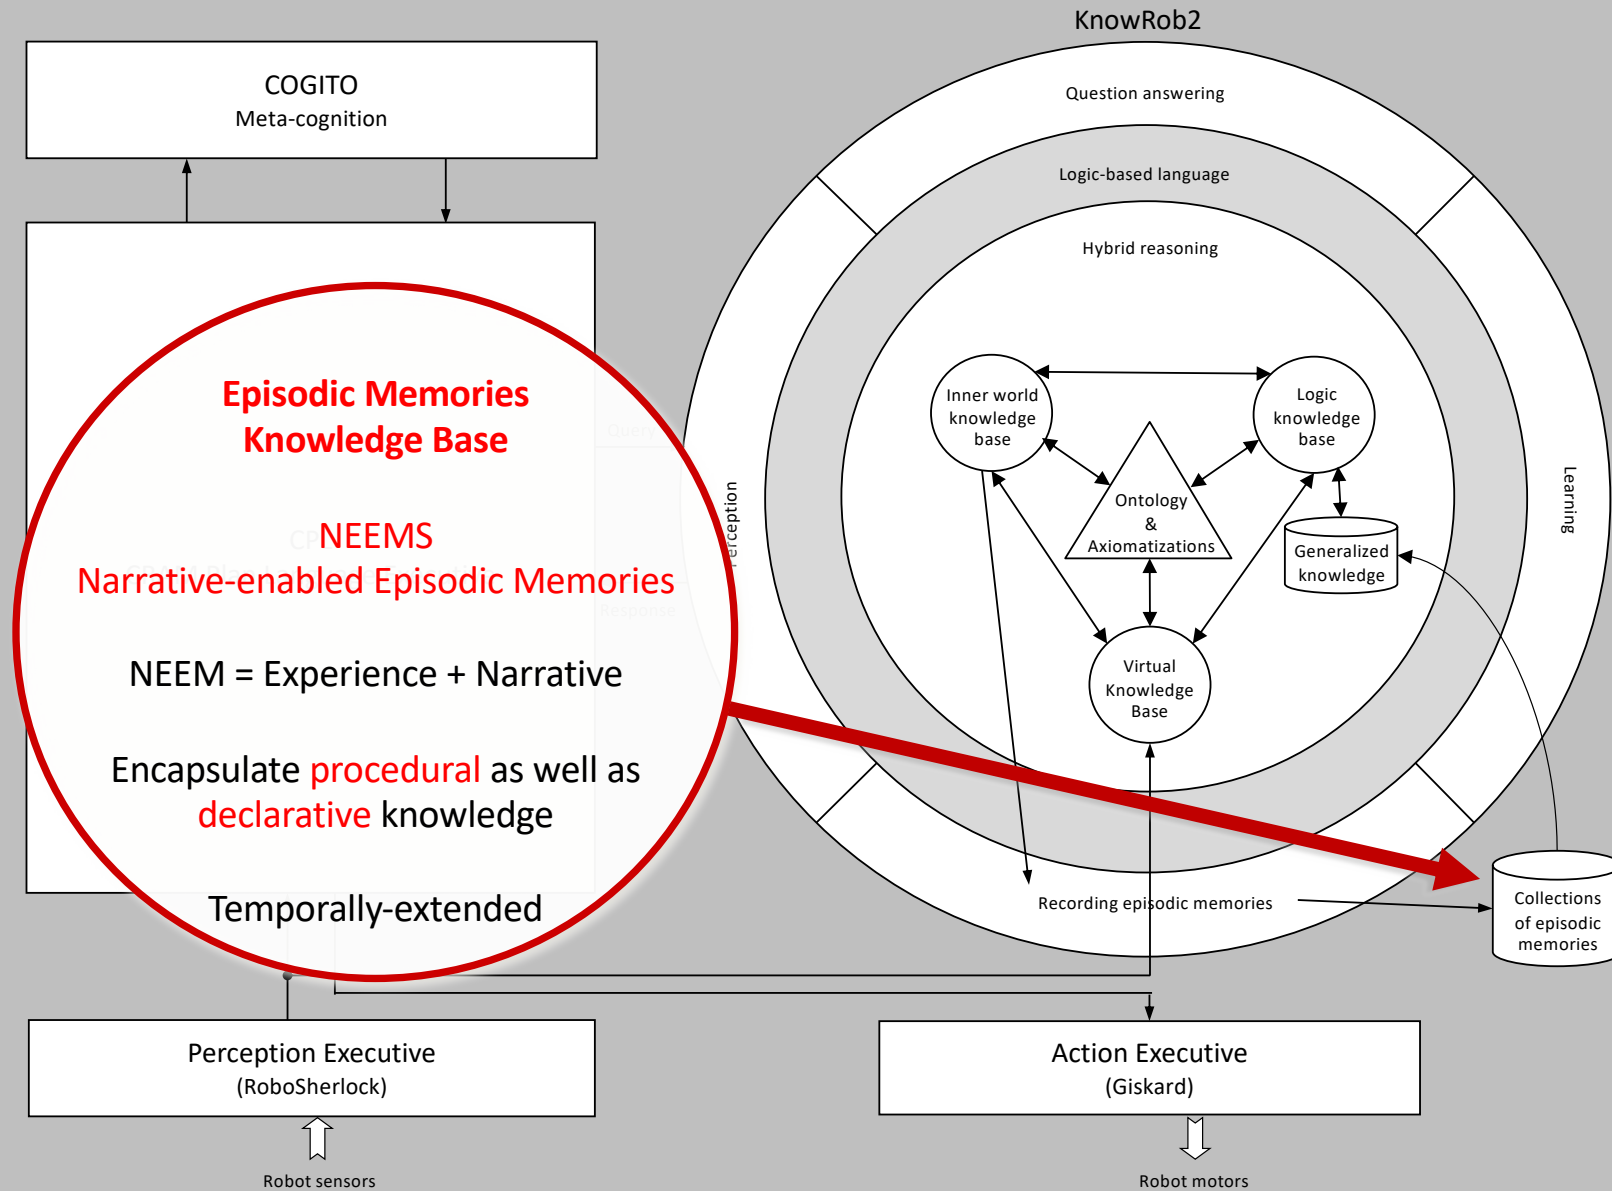 KnowRob2
COGITO
Meta-cognition
Question answering
Logic-based language
Hybrid reasoning
Inner world
knowledge
base
Logic
knowledge
base
Ontology
&
Axiomatizations
Generalized
knowledge
Virtual
Knowledge
Base
Perception
Learning
Query
Response
Episodic Memories
Knowledge Base
NEEMS
Narrative-enabled Episodic Memories
NEEM = Experience + Narrative
Encapsulate procedural as well as
declarative knowledge
Temporally-extended
Recording episodic memories
Collections
of episodic
memories
Perception Executive
(RoboSherlock)
Action Executive
(Giskard)
Robot sensors
Robot motors